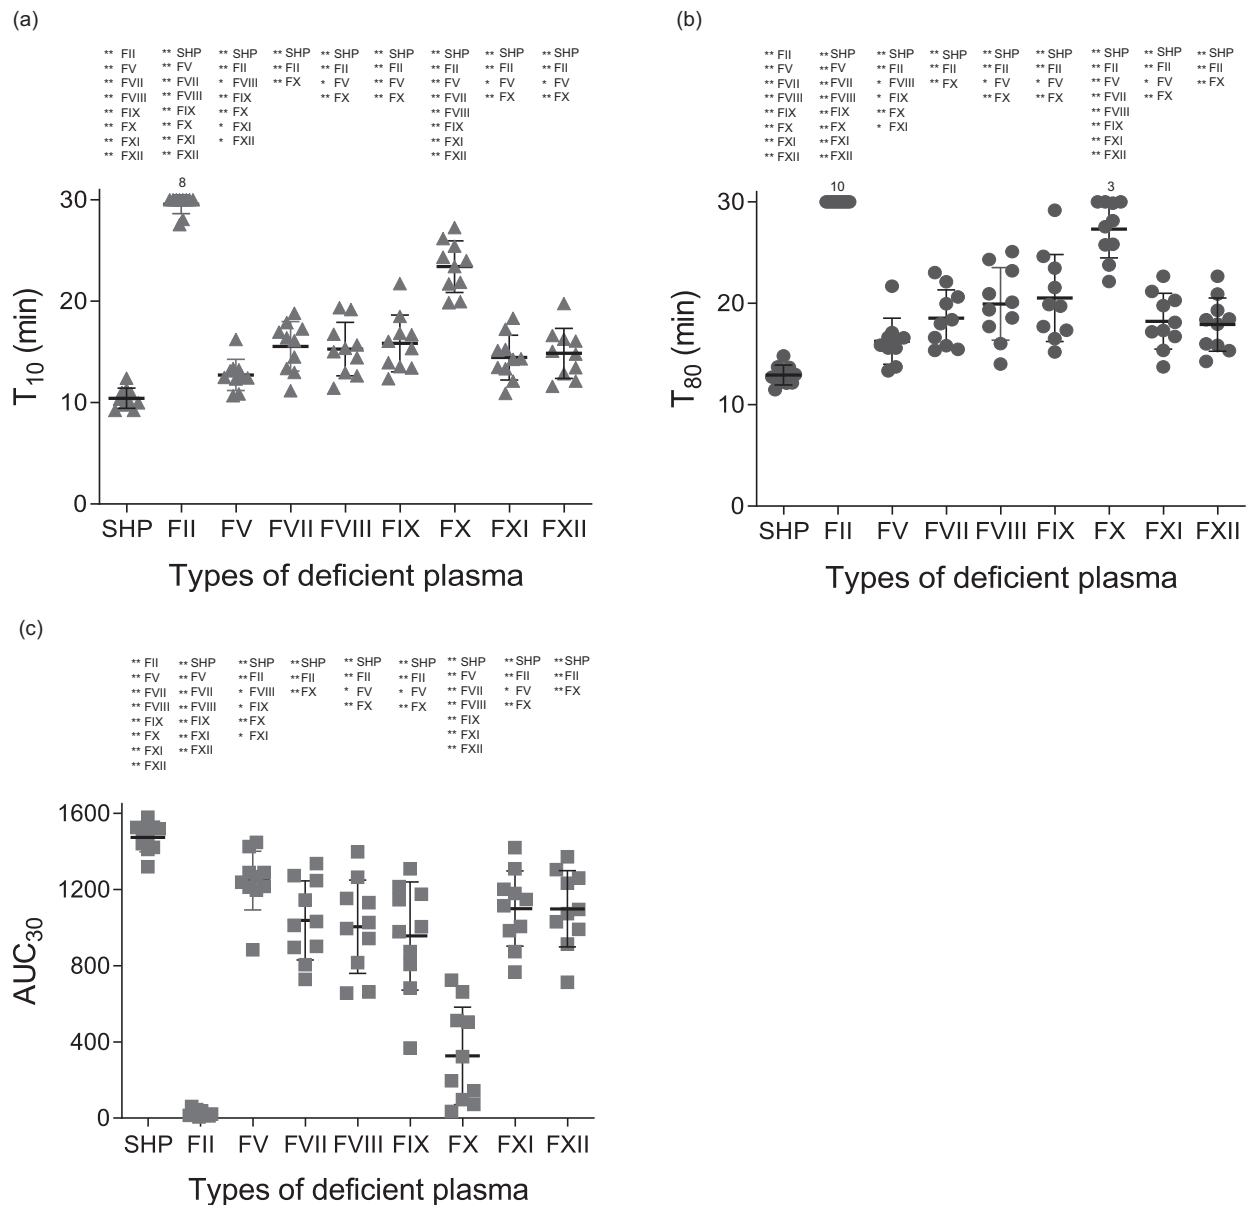 (a)
** FII ** SHP ** SHP ** SHP ** SHP ** SHP ** SHP ** SHP ** SHP
** FV ** FV ** FII ** FII ** FII ** FII ** FII ** FII ** FII
** FVII ** FVII * FVIII ** FX * FV * FV ** FV * FV * FV
** FVIII ** FVIII * FIX ** FX ** FX ** FVII ** FX ** FX
** FIX ** FIX ** FX ** FVIII
** FX ** FX * FXI ** FIX
** FXI ** FXI * FXII ** FXI
** FXII ** FXII ** FXII
8
30
20
10
0
T10 (min)
SHP FII FV FVII FVIII FIX FX FXI FXII
Types of deficient plasma
(b)
** FII ** SHP ** SHP ** SHP ** SHP ** SHP ** SHP ** SHP ** SHP
** FV ** FV ** FII ** FII ** FII ** FII ** FII ** FII ** FII
** FVII ** FVII * FVIII ** FX * FV * FV ** FV * FV ** FX
** FVIII ** FVIII * FIX ** FX ** FX ** FVII ** FX
** FIX ** FIX ** FX ** FVIII
** FX ** FX * FXI ** FIX
** FXI ** FXI ** FXI
** FXII ** FXII ** FXII
10 3
30
20
10
0
T80 (min)
SHP FII FV FVII FVIII FIX FX FXI FXII
Types of deficient plasma
(c)
** FII ** SHP ** SHP ** SHP ** SHP ** SHP ** SHP ** SHP ** SHP
** FV ** FV ** FII ** FII ** FII ** FII ** FV ** FII ** FII
** FVII ** FVII * FVIII ** FX * FV * FV ** FVII * FV ** FX
** FVIII ** FVIII * FIX ** FX ** FX ** FVIII ** FX
** FIX ** FIX ** FX ** FIX
** FX ** FXI * FXI ** FXI
** FXI ** FXII ** FXII
** FXII
1600
1200
800
400
0
AUC30
SHP FII FV FVII FVIII FIX FX FXI FXII
Types of deficient plasma